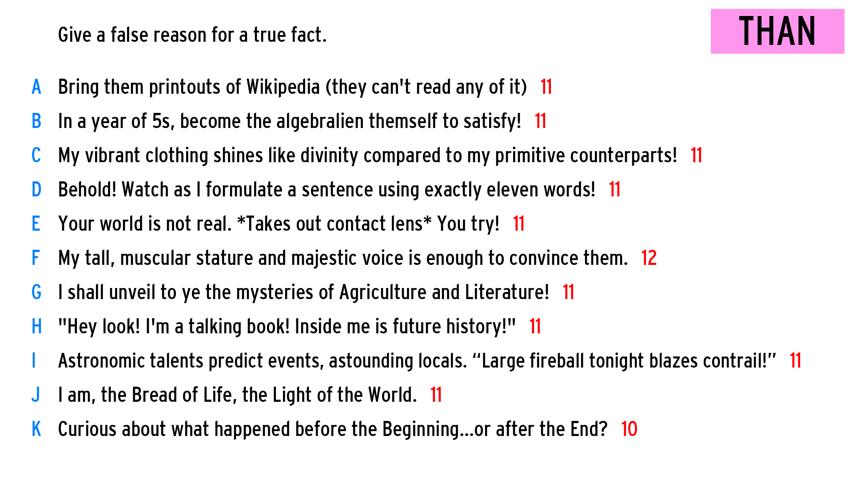 Give a false reason for a true fact.
THAN
A Bring them printouts of Wikipedia (they can't read any of it) 11
B In a year of 5s, become the algebralien themself to satisfy! 11
C My vibrant clothing shines like divinity compared to my primitive counterparts! 11
D Behold! Watch as I formulate a sentence using exactly eleven words! 11
E Your world is not real. *Takes out contact lens* You try! 11
F My tall, muscular stature and majestic voice is enough to convince them. 12
G I shall unveil to ye the mysteries of Agriculture and Literature! 11
H "Hey look! I'm a talking book! Inside me is future history!" 11
I Astronomic talents predict events, astounding locals. “Large fireball tonight blazes contrail!” 11
J I am, the Bread of Life, the Light of the World. 11
K Curious about what happened before the Beginning...or after the End? 10